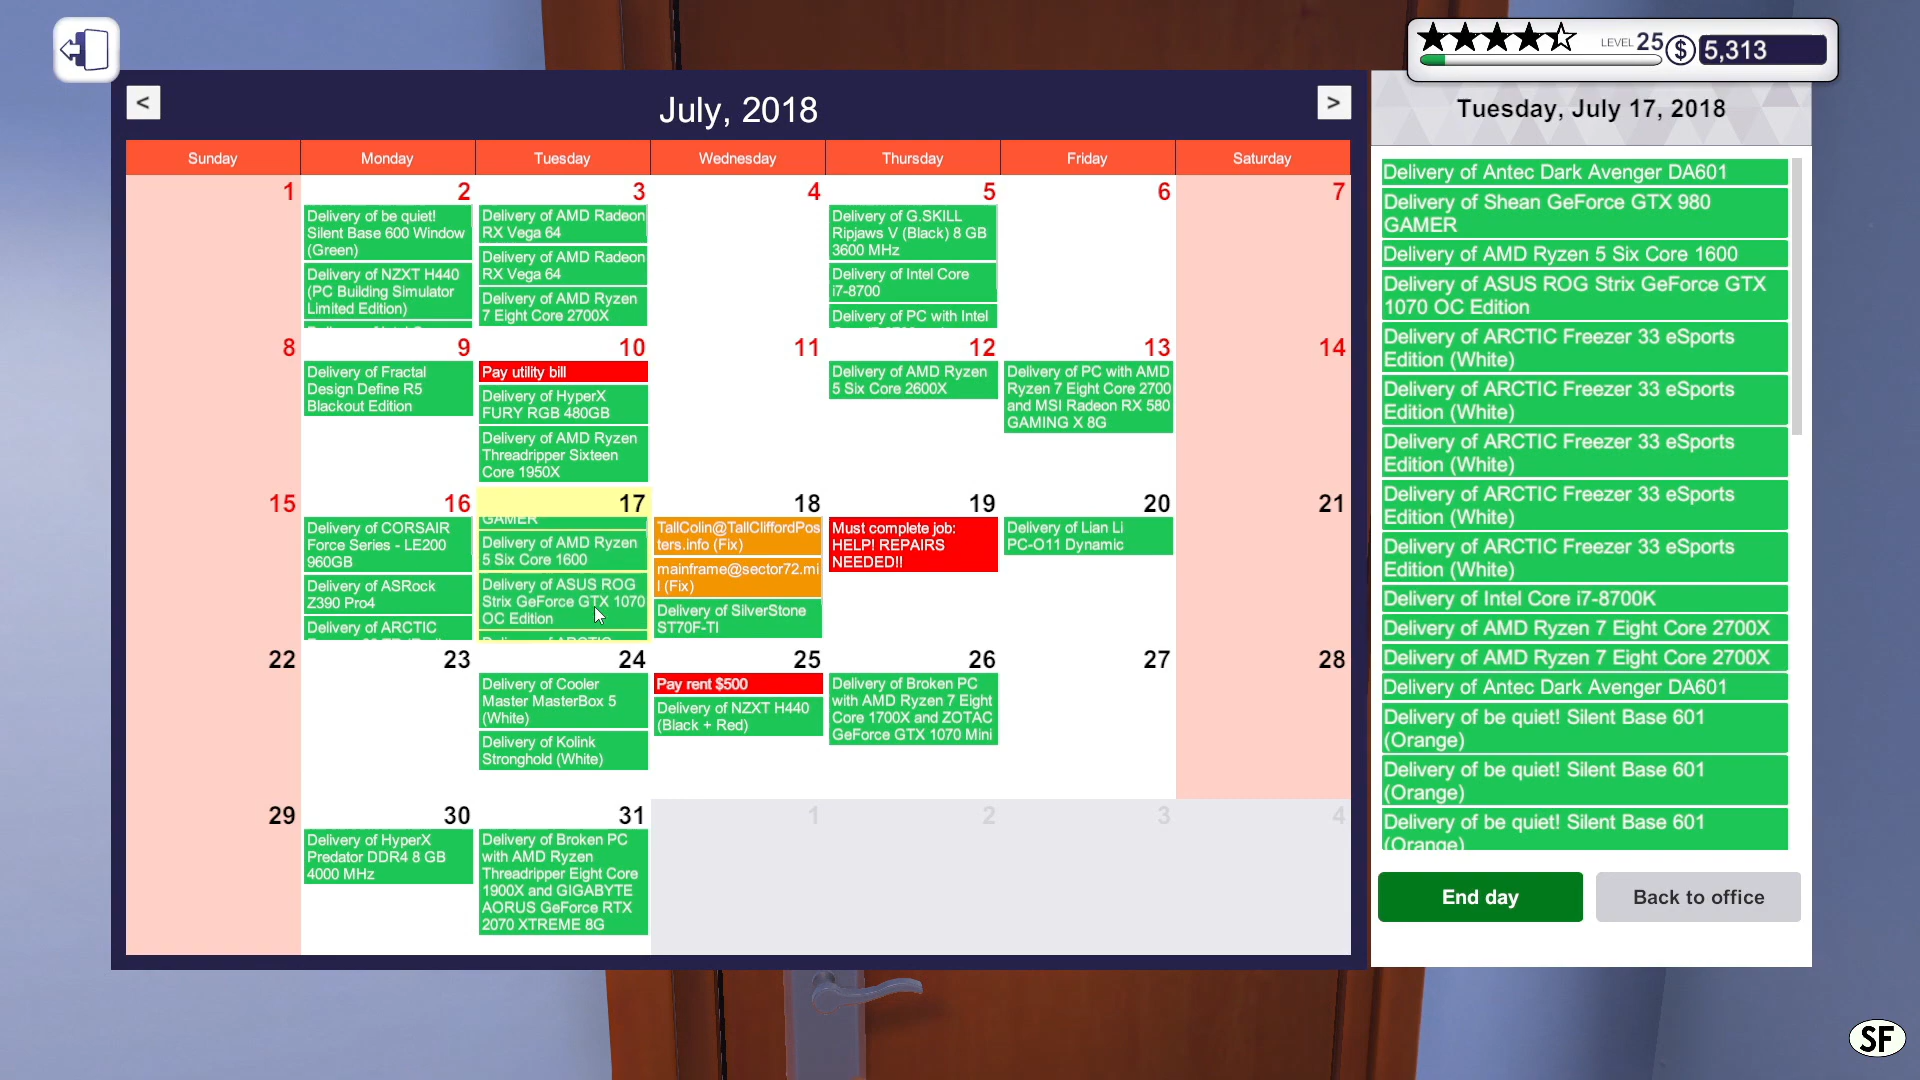 LEVEL 25 $ 5,313
< July, 2018 >
Tuesday, July 17, 2018
Sunday Monday Tuesday Wednesday Thursday Friday Saturday
1
2
Delivery of be quiet!
Silent Base 600 Window
(Green)
Delivery of NZXT H440
(PC Building Simulator
Limited Edition)
3
Delivery of AMD Radeon
RX Vega 64
Delivery of AMD Radeon
RX Vega 64
Delivery of AMD Ryzen
7 Eight Core 2700X
4
5
Delivery of G.SKILL
Ripjaws V (Black) 8 GB
3600 MHz
Delivery of Intel Core
i7-8700
Delivery of PC with Intel
6
7
8
9
Delivery of Fractal
Design Define R5
Blackout Edition
10
Pay utility bill
Delivery of HyperX
FURY RGB 480GB
Delivery of AMD Ryzen
Threadripper Sixteen
Core 1950X
11
12
Delivery of AMD Ryzen
5 Six Core 2600X
13
Delivery of PC with AMD
Ryzen 7 Eight Core 2700
and MSI Radeon RX 580
GAMING X 8G
14
15
16
Delivery of CORSAIR
Force Series - LE200
960GB
Delivery of ASRock
Z390 Pro4
Delivery of ARCTIC
17
GAMER
Delivery of AMD Ryzen
5 Six Core 1600
Delivery of ASUS ROG
Strix GeForce GTX 1070
OC Edition
Delivery of ARCTIC
18
TallColin@TallCliffordPos
ters.info (Fix)
mainframe@sector72.mi
l (Fix)
Delivery of SilverStone
ST70F-TI
19
Must complete job:
HELP! REPAIRS
NEEDED!!
20
Delivery of Lian Li
PC-O11 Dynamic
21
22
23
24
Delivery of Cooler
Master MasterBox 5
(White)
Delivery of Kolink
Stronghold (White)
25
Pay rent $500
Delivery of NZXT H440
(Black + Red)
26
Delivery of Broken PC
with AMD Ryzen 7 Eight
Core 1700X and ZOTAC
GeForce GTX 1070 Mini
27
28
29
30
Delivery of HyperX
Predator DDR4 8 GB
4000 MHz
31
Delivery of Broken PC
with AMD Ryzen
Threadripper Eight Core
1900X and GIGABYTE
AORUS GeForce RTX
2070 XTREME 8G
1
2
3
4
Delivery of Antec Dark Avenger DA601
Delivery of Shean GeForce GTX 980
GAMER
Delivery of AMD Ryzen 5 Six Core 1600
Delivery of ASUS ROG Strix GeForce GTX
1070 OC Edition
Delivery of ARCTIC Freezer 33 eSports
Edition (White)
Delivery of ARCTIC Freezer 33 eSports
Edition (White)
Delivery of ARCTIC Freezer 33 eSports
Edition (White)
Delivery of ARCTIC Freezer 33 eSports
Edition (White)
Delivery of ARCTIC Freezer 33 eSports
Edition (White)
Delivery of Intel Core i7-8700K
Delivery of AMD Ryzen 7 Eight Core 2700X
Delivery of AMD Ryzen 7 Eight Core 2700X
Delivery of Antec Dark Avenger DA601
Delivery of be quiet! Silent Base 601
(Orange)
Delivery of be quiet! Silent Base 601
(Orange)
Delivery of be quiet! Silent Base 601
(Orange)
End day
Back to office
SF